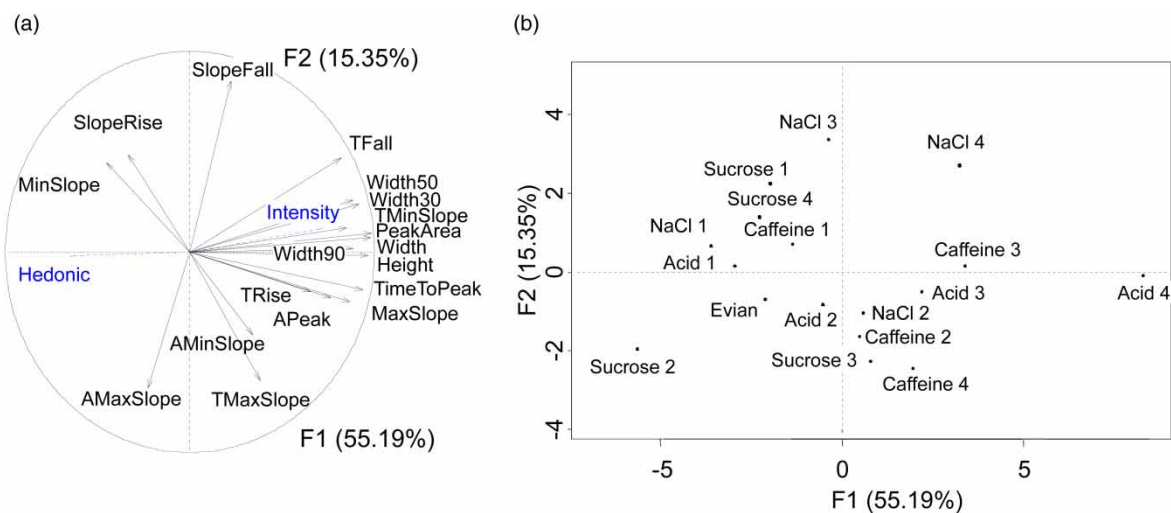 (a)
F2 (15.35%)
SlopeFall
SlopeRise
TFall
MinSlope
Width50
Width30
Intensity
TMinSlope
PeakArea
Width
Width90
Height
Hedonic
TimeToPeak
TRise
MaxSlope
APeak
AMinSlope
AMaxSlope
TMaxSlope
F1 (55.19%)
(b)
F2 (15.35%)
4
2
0
-2
-4
NaCl 3
NaCl 4
Sucrose 1
Sucrose 4
NaCl 1
Caffeine 1
Caffeine 3
Acid 1
Acid 3
Acid 4
Evian
Acid 2
NaCl 2
Caffeine 2
Sucrose 2
Sucrose 3
Caffeine 4
-5
0
5
F1 (55.19%)